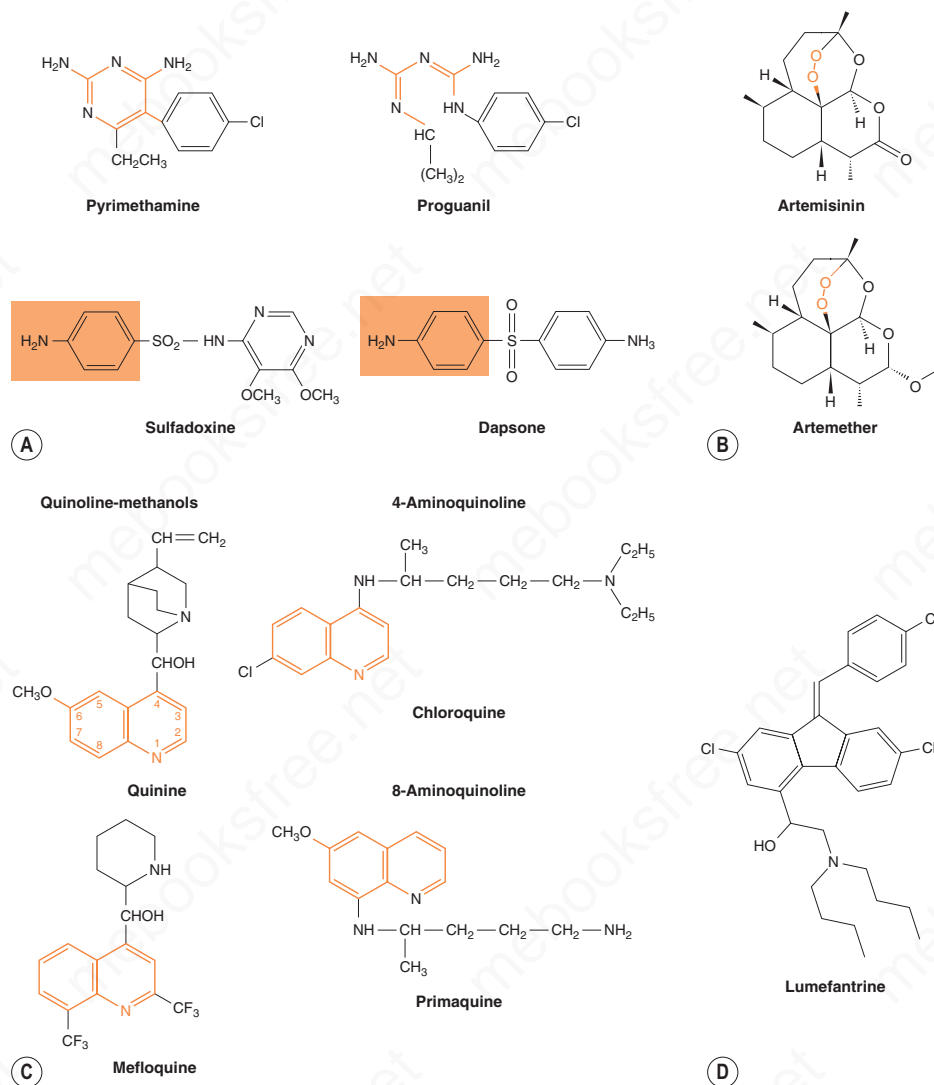 H₂N
N
NH₂
N
CH₂CH₃
Cl
Pyrimethamine
NH₂
N
NH₂
N
HN
HC
(CH₃)₂
Cl
Proguanil
O
O
O
H
O
H
O
H
Artemisinin
H₂N
SO₂
HN
N
N
OCH₃
OCH₃
Sulfadoxine
H₂N
O
S
O
NH₃
Dapsone
O
O
O
H
O
H
H
O
Artemether
A
B
Quinoline-methanols
CH
CH₂
N
CHOH
CH₃O
5
4
6
3
7
2
8
1
N
Quinine
NH
CHOH
N
CF₃
CF₃
Mefloquine
4-Aminoquinoline
CH₃
NH
CH
CH₂
CH₂
CH₂
N
C₂H₅
C₂H₅
Cl
N
Chloroquine
8-Aminoquinoline
CH₃O
N
NH
CH
CH₂
CH₂
CH₂
NH₂
CH₃
Primaquine
Cl
Cl
HO
N
Lumefantrine
C
D
mebooksfree.net